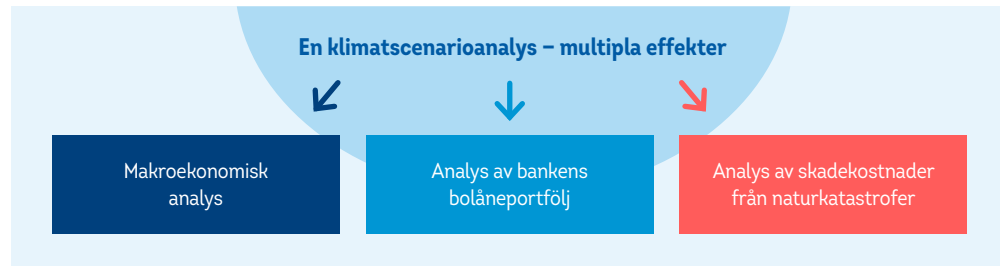 En klimatscenarioanalys – multipla effekter
Makroekonomisk
analys
Analys av bankens
bolåneportfölj
Analys av skadekostnader
från naturkatastrofer